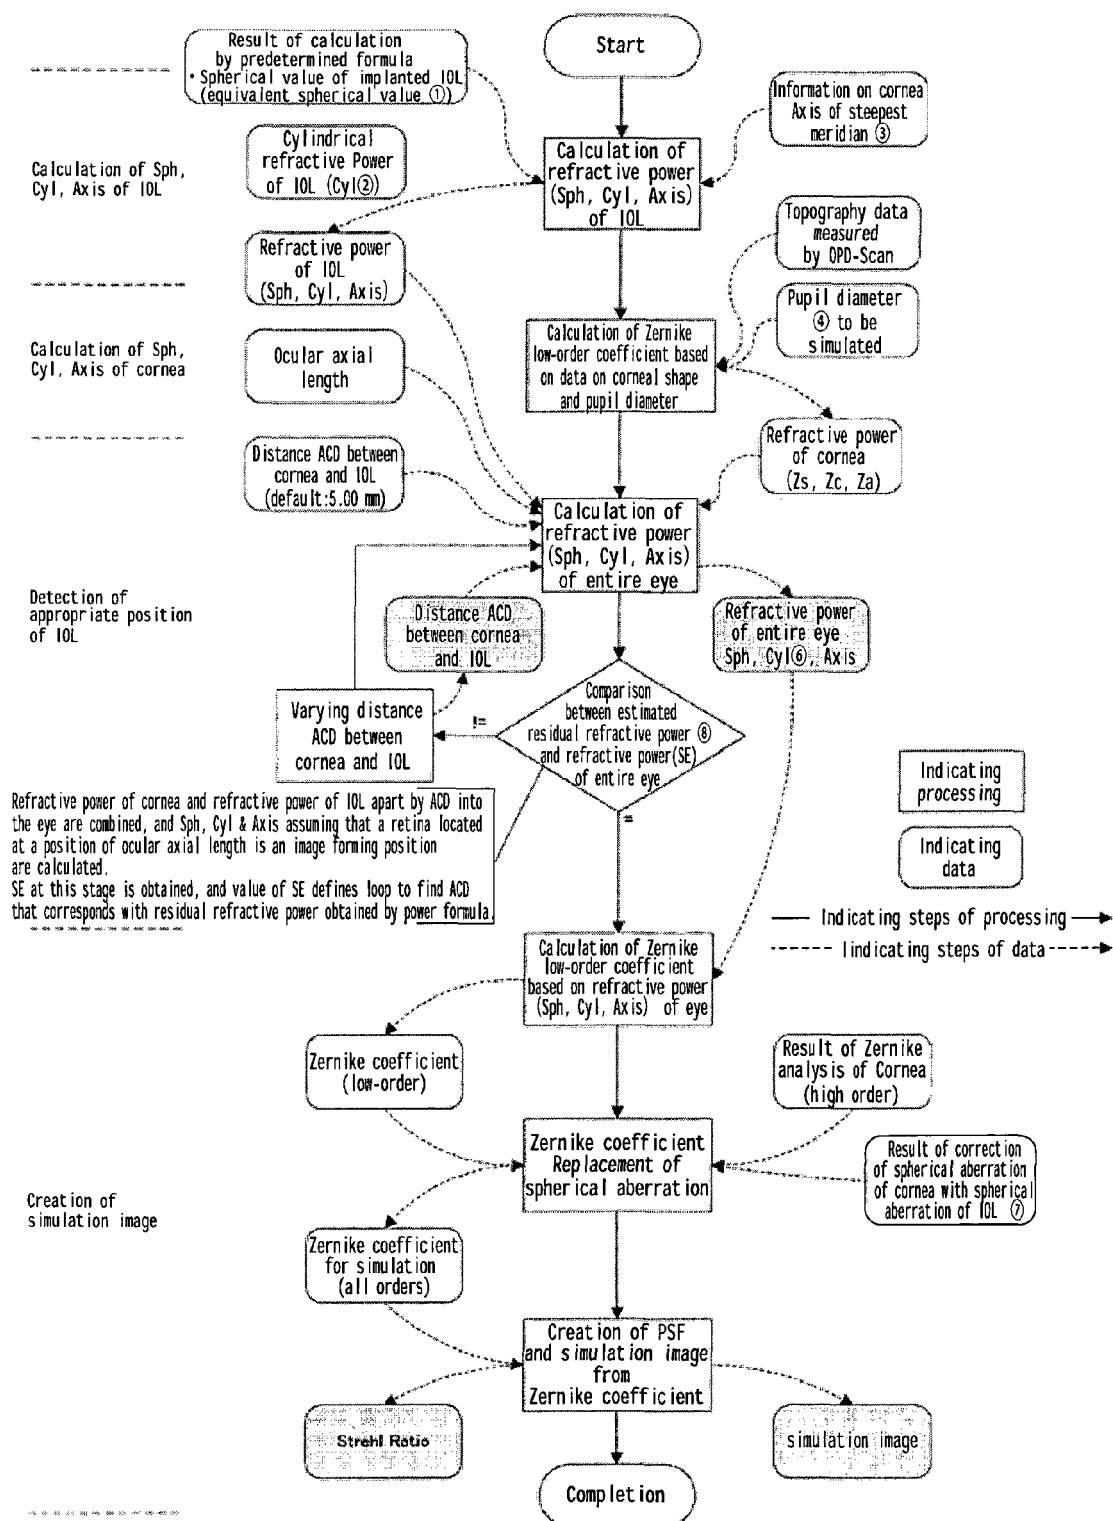 Start
Result of calculation
by predetermined formula
・Spherical value of implanted IOL
(equivalent spherical value ①)
Information on cornea
Axis of steepest
meridian ③
Calculation of Sph,
Cyl, Axis of IOL
Cylindrical
refractive Power
of IOL (Cyl②)
Calculation of
refractive power
(Sph, Cyl, Axis)
of IOL
Topography data
measured
by OPD-Scan
Refractive power
of IOL
(Sph, Cyl, Axis)
Pupil diameter
④ to be
simulated
Calculation of Sph,
Cyl, Axis of cornea
Ocular axial
length
Calculation of Zernike
low-order coefficient based
on data on corneal shape
and pupil diameter
Refractive power
of cornea
(Zs, Zc, Za)
Distance ACD between
cornea and IOL
(default:5.00 mm)
Calculation of
refractive power
(Sph, Cyl, Axis)
of entire eye
Detection of
appropriate position
of IOL
Distance ACD
between cornea
and IOL
Refractive power
of entire eye
Sph, Cyl⑥, Axis
Varying distance
ACD between
cornea and IOL
!=
Comparison
between estimated
residual refractive power ⑧
and refractive power(SE)
of entire eye
=
Indicating
processing
Indicating
data
Indicating steps of processing
Iindicating steps of data
Refractive power of cornea and refractive power of IOL apart by ACD into
the eye are combined, and Sph, Cyl & Axis assuming that a retina located
at a position of ocular axial length is an image forming position
are calculated.
SE at this stage is obtained, and value of SE defines loop to find ACD
that corresponds with residual refractive power obtained by power formula.
Calculation of Zernike
low-order coefficient
based on refractive power
(Sph, Cyl, Axis) of eye
Zernike coefficient
(low-order)
Result of Zernike
analysis of Cornea
(high order)
Zernike coefficient
Replacement of
spherical aberration
Result of correction
of spherical aberration
of cornea with spherical
aberration of IOL ⑦
Creation of
simulation image
Zernike coefficient
for simulation
(all orders)
Creation of PSF
and simulation image
from
Zernike coefficient
Strehl Ratio
simulation image
Completion